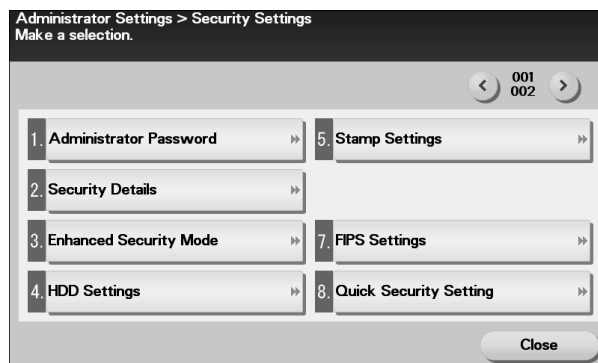 Administrator Settings > Security Settings
Make a selection.
001
002
1. Administrator Password
2. Security Details
3. Enhanced Security Mode
4. HDD Settings
5. Stamp Settings
7. FIPS Settings
8. Quick Security Setting
Close